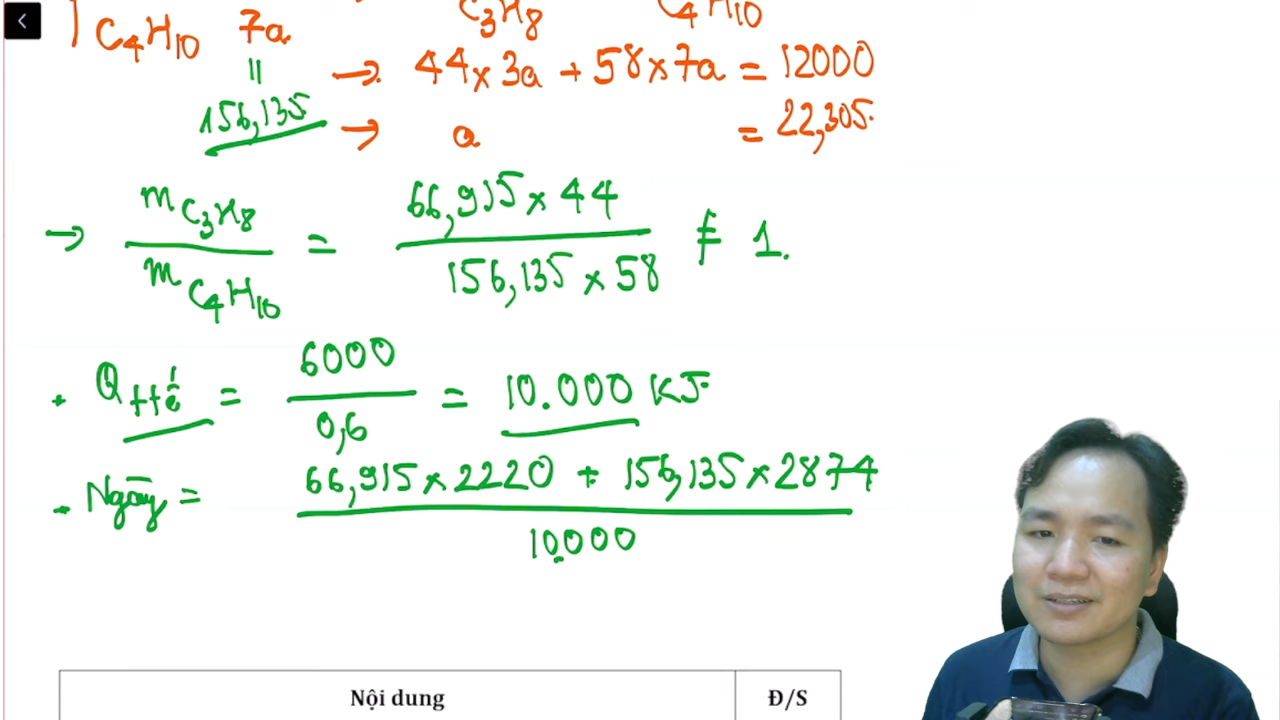 C₃H₈ C₄H₁₀
C₄H₁₀ 7a
= 156,135
→ 44 x 3a + 58 x 7a = 12000
→ a = 22,305.
→ m C₃H₈ / m C₄H₁₀ = 66,915 x 44 / 156,135 x 58 ≠ 1.
• Qttế = 6000 / 0,6 = 10.000 KJ.
• Ngày = 66,915 x 2220 + 156,135 x 2874 / 10.000
Nội dung Đ/S